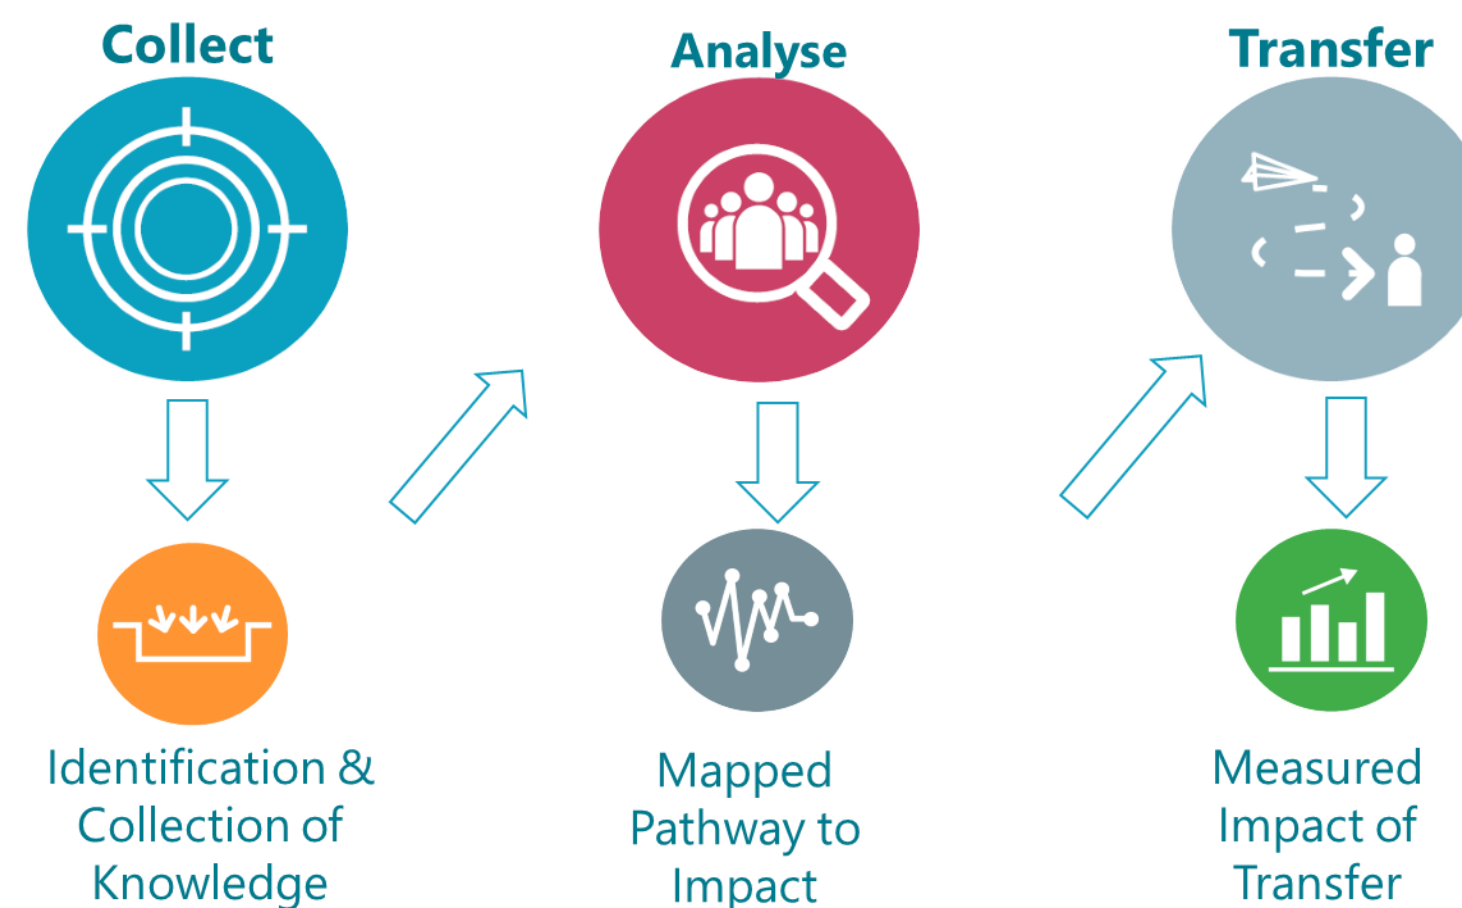 Collect
Identification &
Collection of
Knowledge
Analyse
Mapped
Pathway to
Impact
Transfer
Measured
Impact of
Transfer